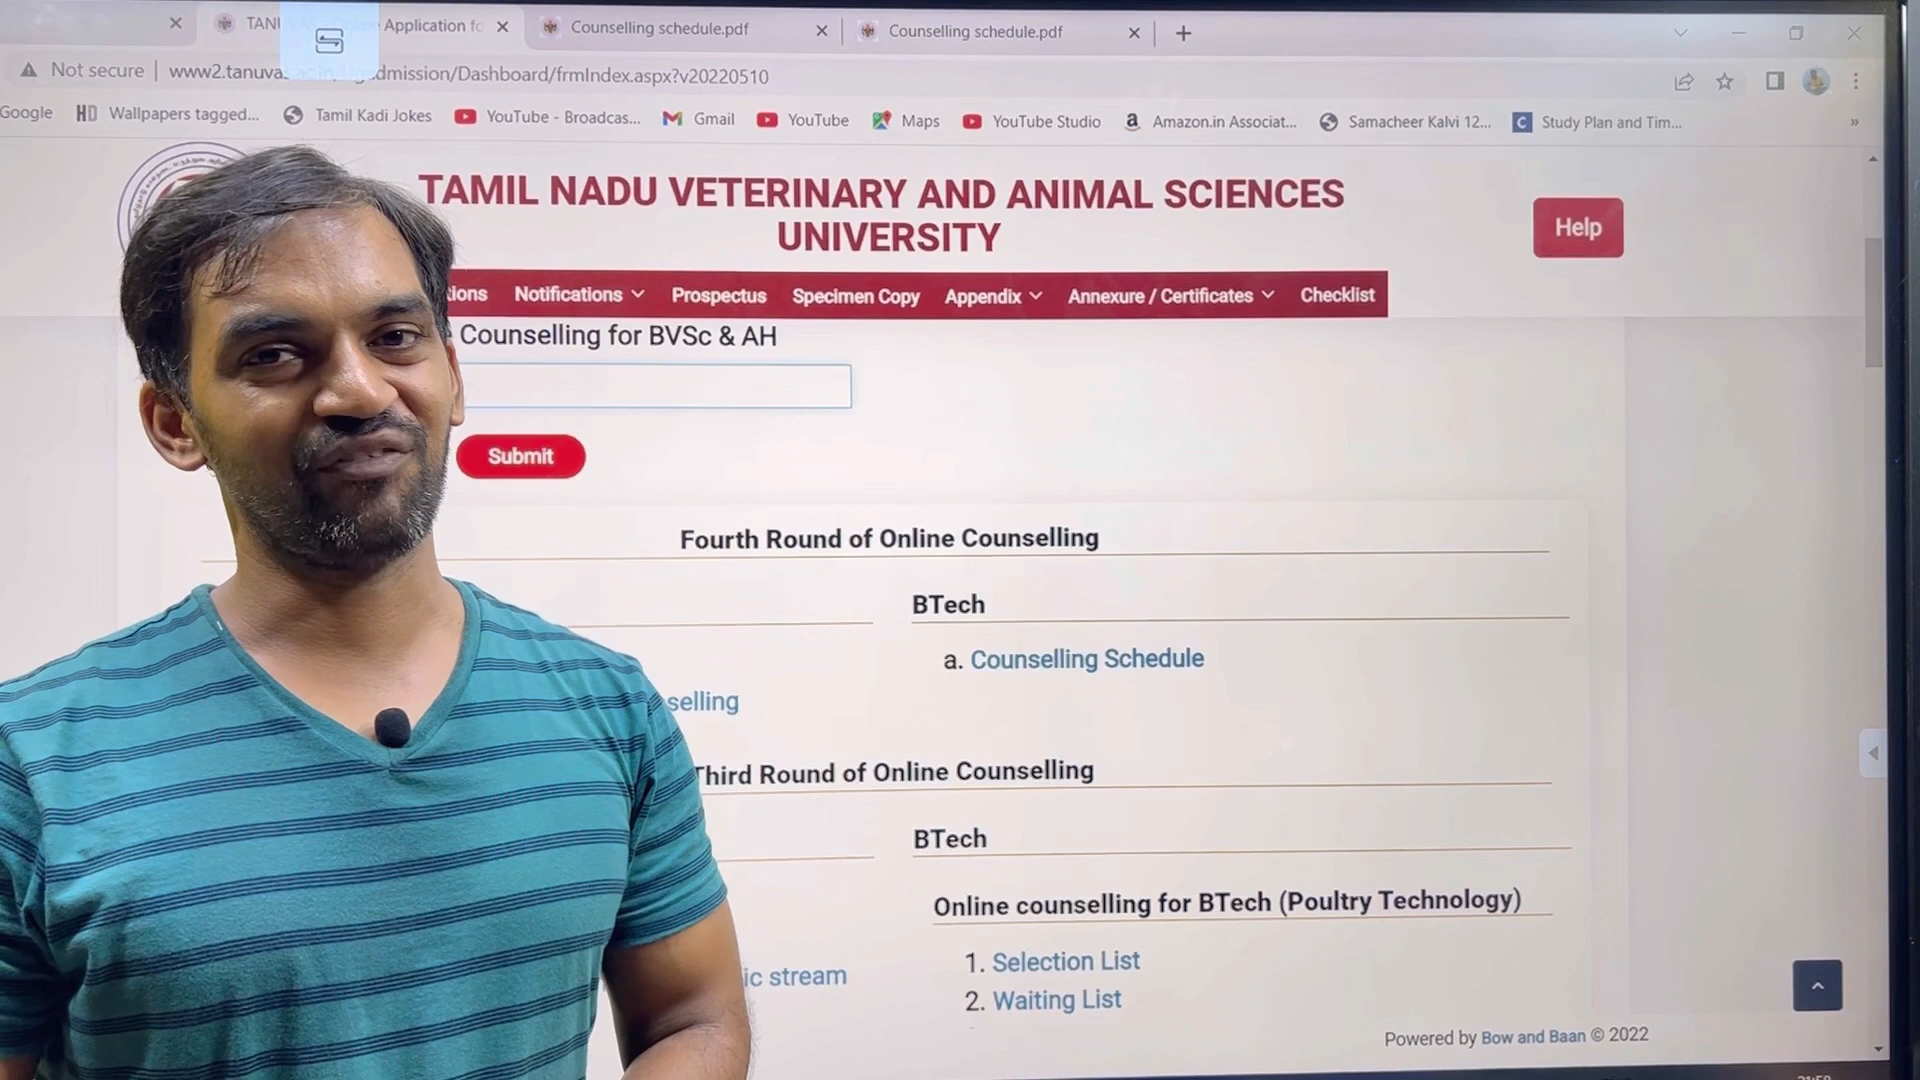 Application fo
Counselling schedule.pdf
Counselling schedule.pdf
Not secure
www2.tanuvas.ac.in/ dmission/Dashboard/frmIndex.aspx?v20220510
Google
HD Wallpapers tagged...
Tamil Kadi Jokes
YouTube - Broadcas...
Gmail
YouTube
Maps
YouTube Studio
Amazon.in Associat...
Samacheer Kalvi 12...
Study Plan and Tim...
»
TAMIL NADU VETERINARY AND ANIMAL SCIENCES
UNIVERSITY
Help
Notifications
Prospectus
Specimen Copy
Appendix
Annexure / Certificates
Checklist
Counselling for BVSc & AH
Submit
Fourth Round of Online Counselling
BTech
a. Counselling Schedule
selling
Third Round of Online Counselling
BTech
Online counselling for BTech (Poultry Technology)
1. Selection List
ic stream
2. Waiting List
Powered by Bow and Baan © 2022